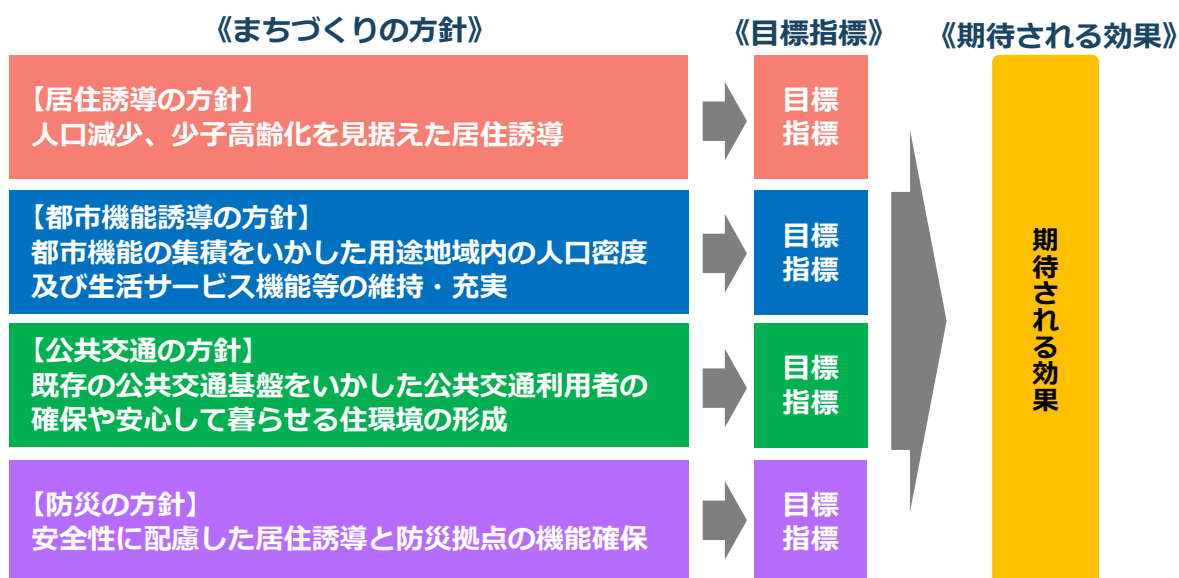 《まちづくりの方針》
《目標指標》
《期待される効果》
【居住誘導の方針】
人口減少、少子高齢化を見据えた居住誘導
目標
指標
【都市機能誘導の方針】
都市機能の集積をいかした用途地域内の人口密度
及び生活サービス機能等の維持・充実
目標
指標
【公共交通の方針】
既存の公共交通基盤をいかした公共交通利用者の
確保や安心して暮らせる住環境の形成
目標
指標
【防災の方針】
安全性に配慮した居住誘導と防災拠点の機能確保
目標
指標
期待される効果